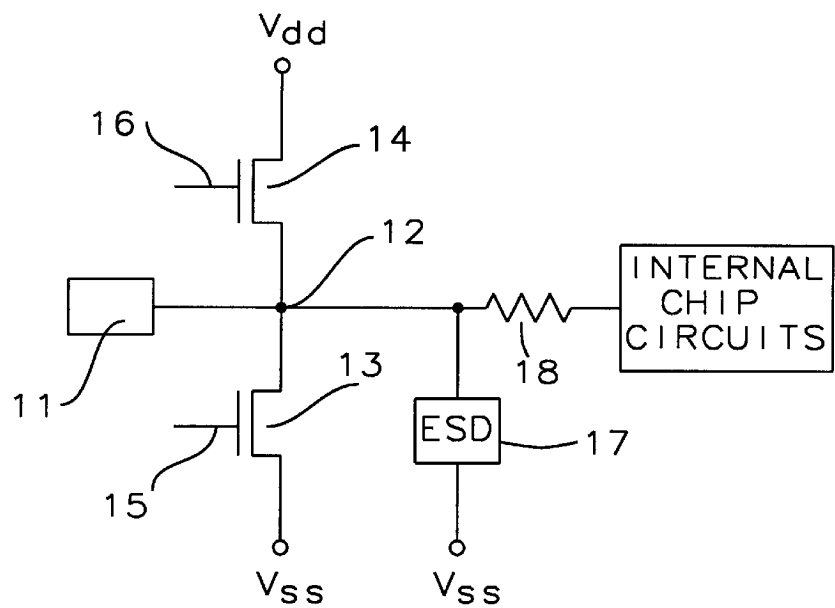 Vdd
16
14
12
INTERNAL
CHIP
CIRCUITS
11
13
18
15
ESD
17
Vss
Vss